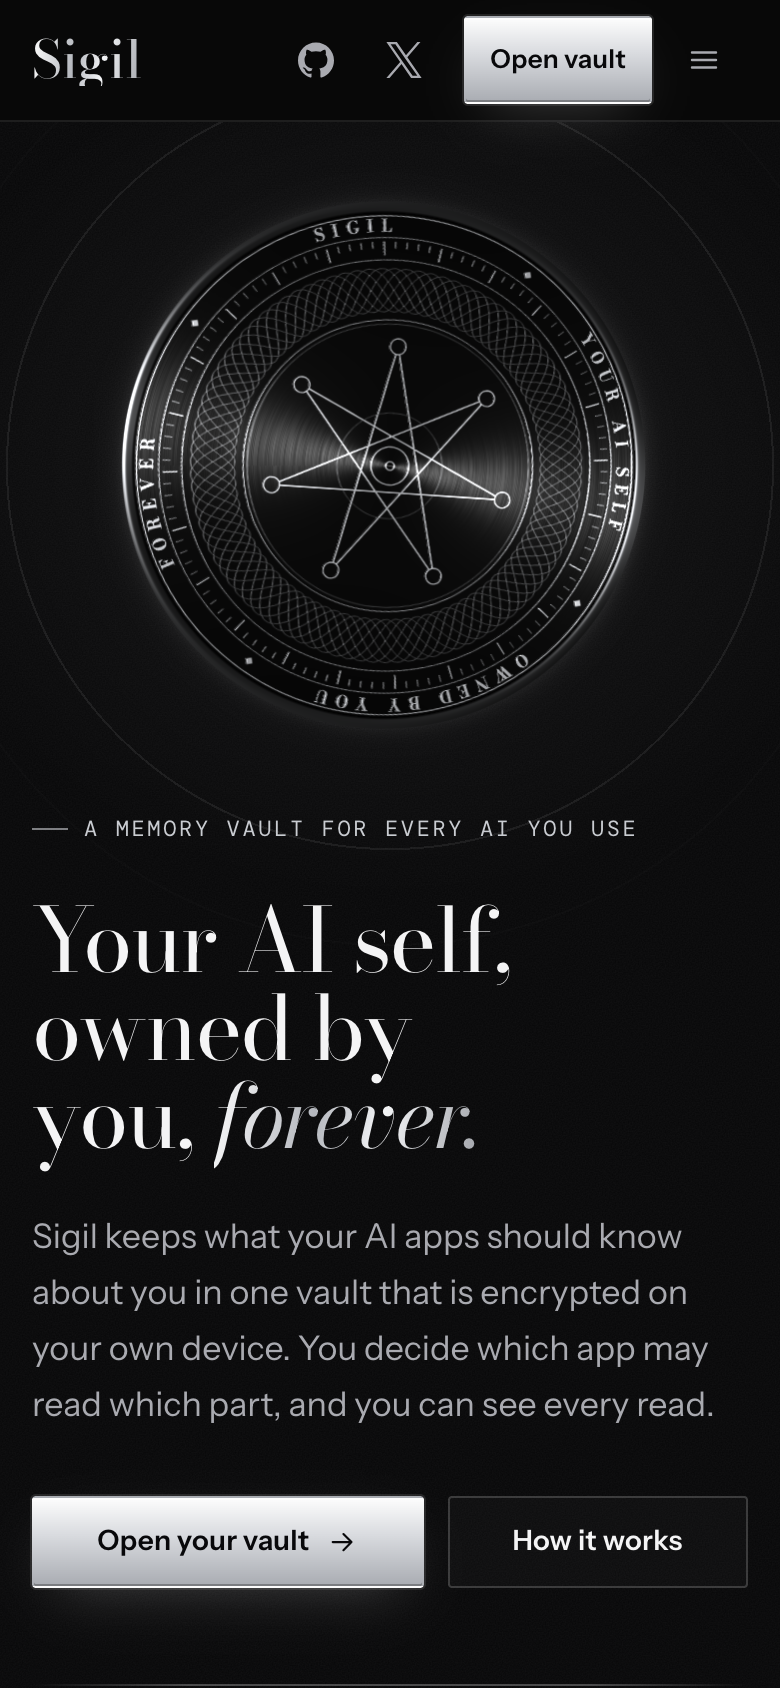 Sigil
Open vault
SIGIL
YOUR AI SELF
OWNED BY YOU
FOREVER
A MEMORY VAULT FOR EVERY AI YOU USE
Your AI self,
owned by
you, forever.
Sigil keeps what your AI apps should know
about you in one vault that is encrypted on
your own device. You decide which app may
read which part, and you can see every read.
Open your vault →
How it works